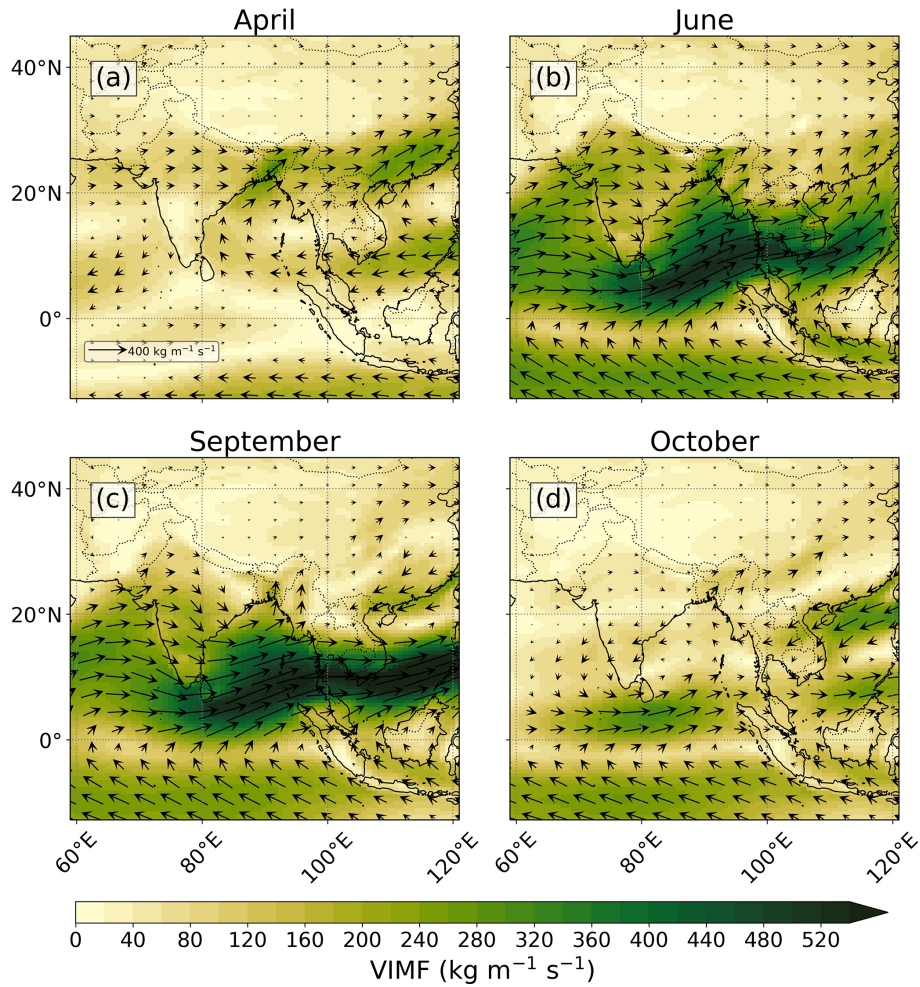 April
June
40°N
20°N
0°
(a)
(b)
400 kg m⁻¹ s⁻¹
September
October
40°N
20°N
0°
(c)
(d)
60°E
80°E
100°E
120°E
60°E
80°E
100°E
120°E
0 40 80 120 160 200 240 280 320 360 400 440 480 520
VIMF (kg m⁻¹ s⁻¹)